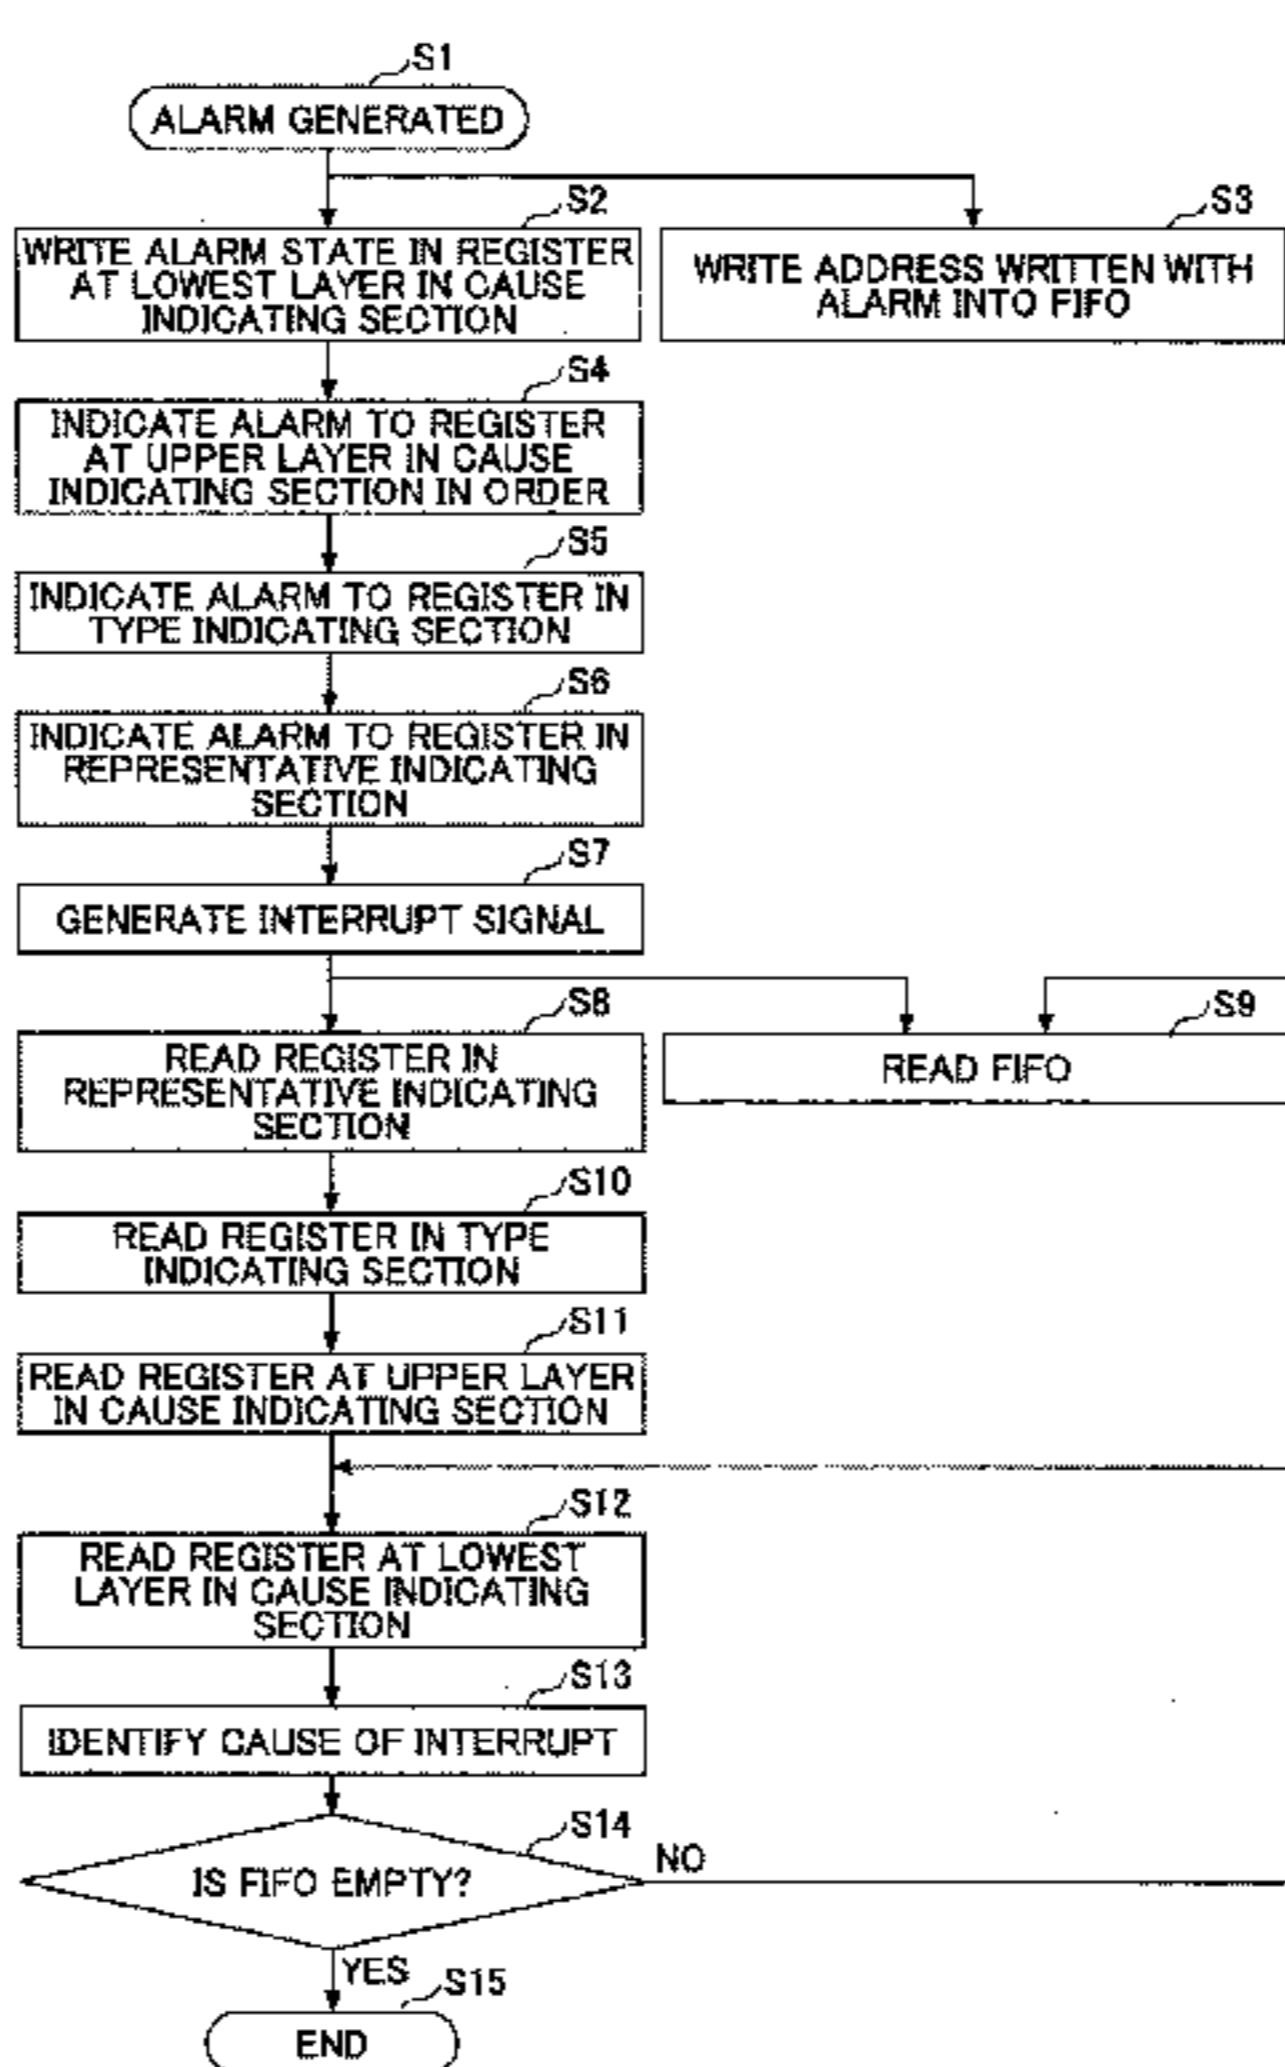 S1
ALARM GENERATED
S2
WRITE ALARM STATE IN REGISTER
AT LOWEST LAYER IN CAUSE
INDICATING SECTION
S3
WRITE ADDRESS WRITTEN WITH
ALARM INTO FIFO
S4
INDICATE ALARM TO REGISTER
AT UPPER LAYER IN CAUSE
INDICATING SECTION IN ORDER
S5
INDICATE ALARM TO REGISTER IN
TYPE INDICATING SECTION
S6
INDICATE ALARM TO REGISTER IN
REPRESENTATIVE INDICATING
SECTION
S7
GENERATE INTERRUPT SIGNAL
S8
READ REGISTER IN
REPRESENTATIVE INDICATING
SECTION
S9
READ FIFO
S10
READ REGISTER IN TYPE
INDICATING SECTION
S11
READ REGISTER AT UPPER LAYER
IN CAUSE INDICATING SECTION
S12
READ REGISTER AT LOWEST
LAYER IN CAUSE INDICATING
SECTION
S13
IDENTIFY CAUSE OF INTERRUPT
S14
IS FIFO EMPTY?
NO
YES
S15
END